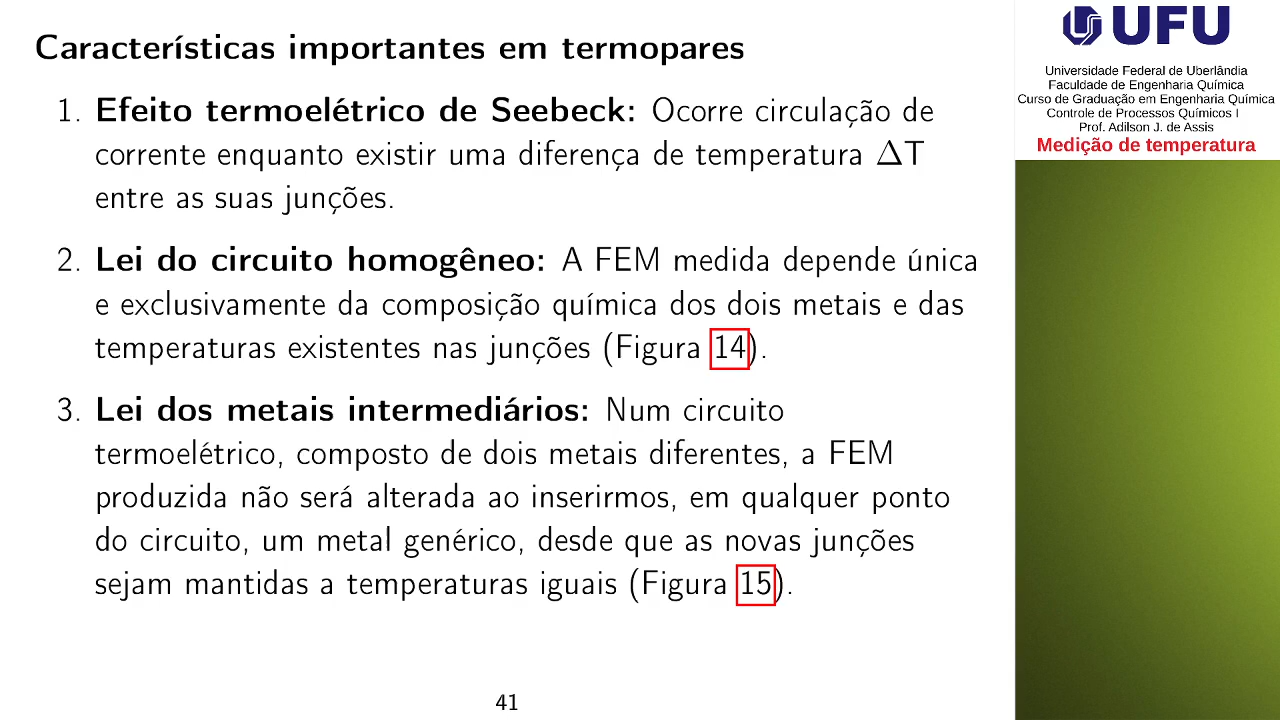 Características importantes em termopares
1. Efeito termoelétrico de Seebeck: Ocorre circulação de
corrente enquanto existir uma diferença de temperatura ΔT
entre as suas junções.
2. Lei do circuito homogêneo: A FEM medida depende única
e exclusivamente da composição química dos dois metais e das
temperaturas existentes nas junções (Figura 14).
3. Lei dos metais intermediários: Num circuito
termoelétrico, composto de dois metais diferentes, a FEM
produzida não será alterada ao inserirmos, em qualquer ponto
do circuito, um metal genérico, desde que as novas junções
sejam mantidas a temperaturas iguais (Figura 15).
41
UFU
Universidade Federal de Uberlândia
Faculdade de Engenharia Química
Curso de Graduação em Engenharia Química
Controle de Processos Químicos I
Prof. Adilson J. de Assis
Medição de temperatura